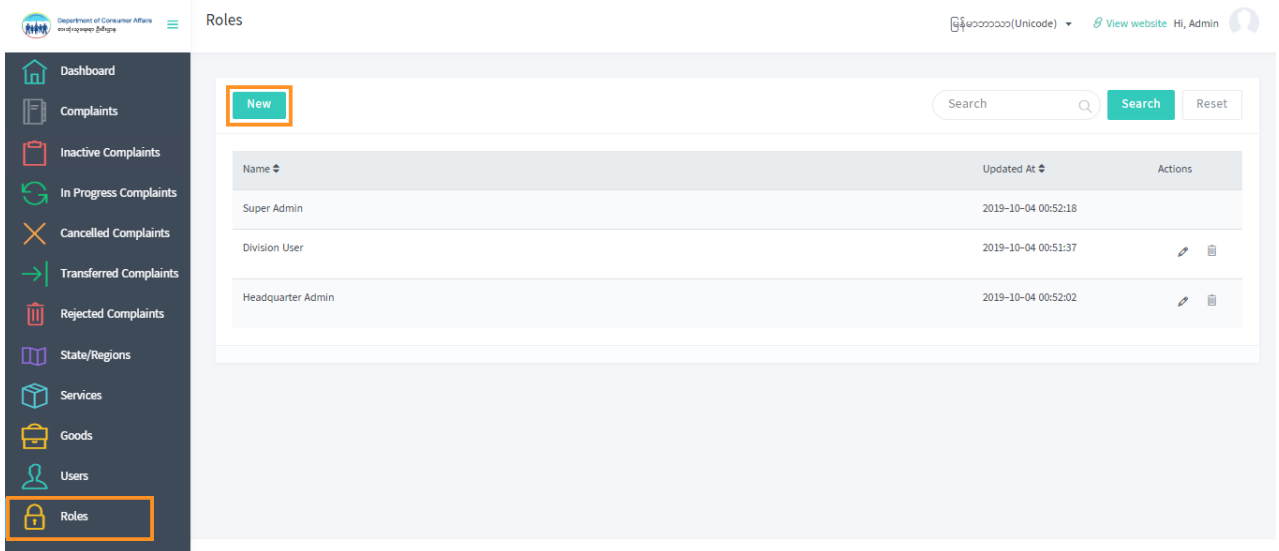 Department of Consumer Affairs
Roles
မြန်မာဘာသာ(Unicode)
View website
Hi, Admin
Dashboard
Complaints
Inactive Complaints
In Progress Complaints
Cancelled Complaints
Transferred Complaints
Rejected Complaints
State/Regions
Services
Goods
Users
Roles
New
Search
Search
Reset
Name Updated At Actions
Super Admin 2019-10-04 00:52:18
Division User 2019-10-04 00:51:37
Headquarter Admin 2019-10-04 00:52:02